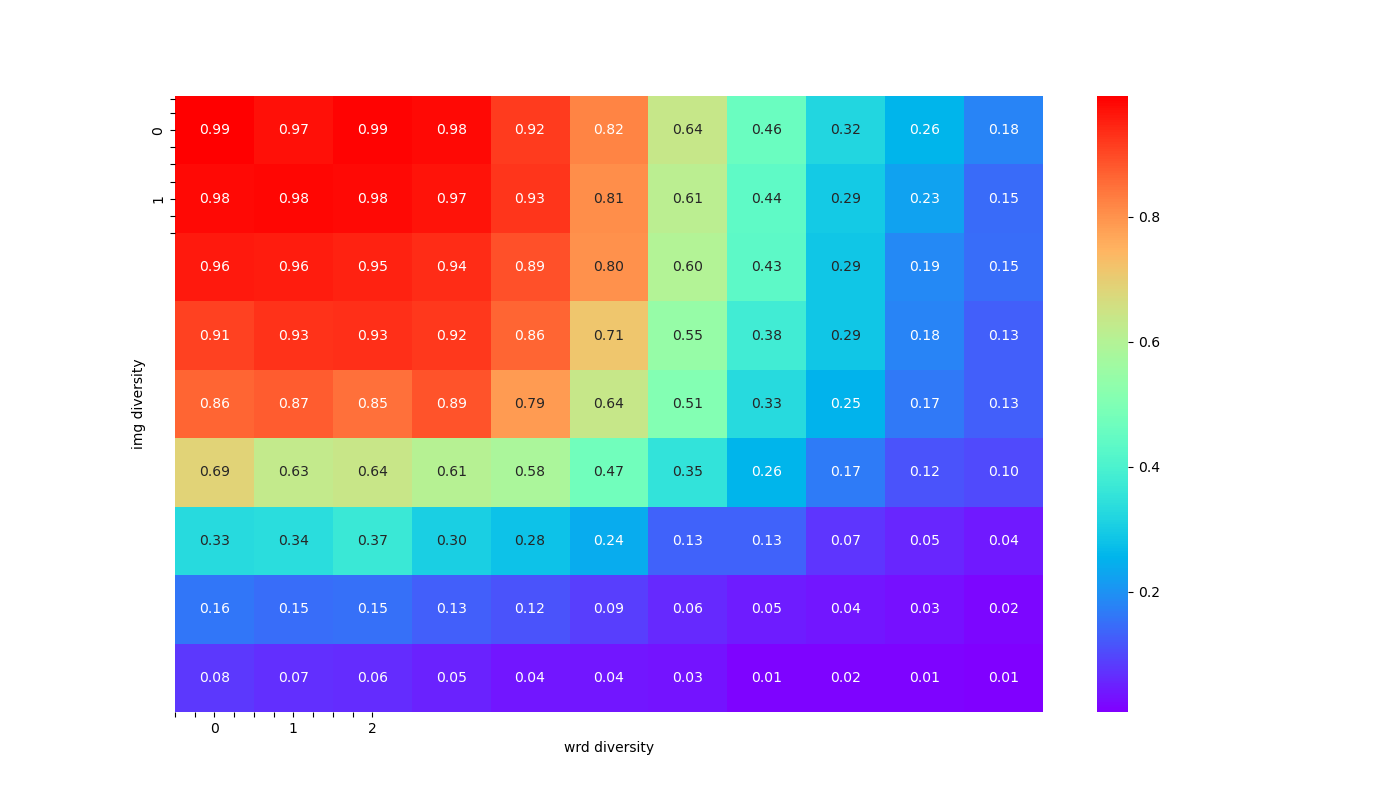 0 0.99 0.97 0.99 0.98 0.92 0.82 0.64 0.46 0.32 0.26 0.18
1 0.98 0.98 0.98 0.97 0.93 0.81 0.61 0.44 0.29 0.23 0.15
0.96 0.96 0.95 0.94 0.89 0.80 0.60 0.43 0.29 0.19 0.15
0.91 0.93 0.93 0.92 0.86 0.71 0.55 0.38 0.29 0.18 0.13
0.86 0.87 0.85 0.89 0.79 0.64 0.51 0.33 0.25 0.17 0.13
0.69 0.63 0.64 0.61 0.58 0.47 0.35 0.26 0.17 0.12 0.10
0.33 0.34 0.37 0.30 0.28 0.24 0.13 0.13 0.07 0.05 0.04
0.16 0.15 0.15 0.13 0.12 0.09 0.06 0.05 0.04 0.03 0.02
0.08 0.07 0.06 0.05 0.04 0.04 0.03 0.01 0.02 0.01 0.01
0 1 2
wrd diversity
img diversity
0.8
0.6
0.4
0.2